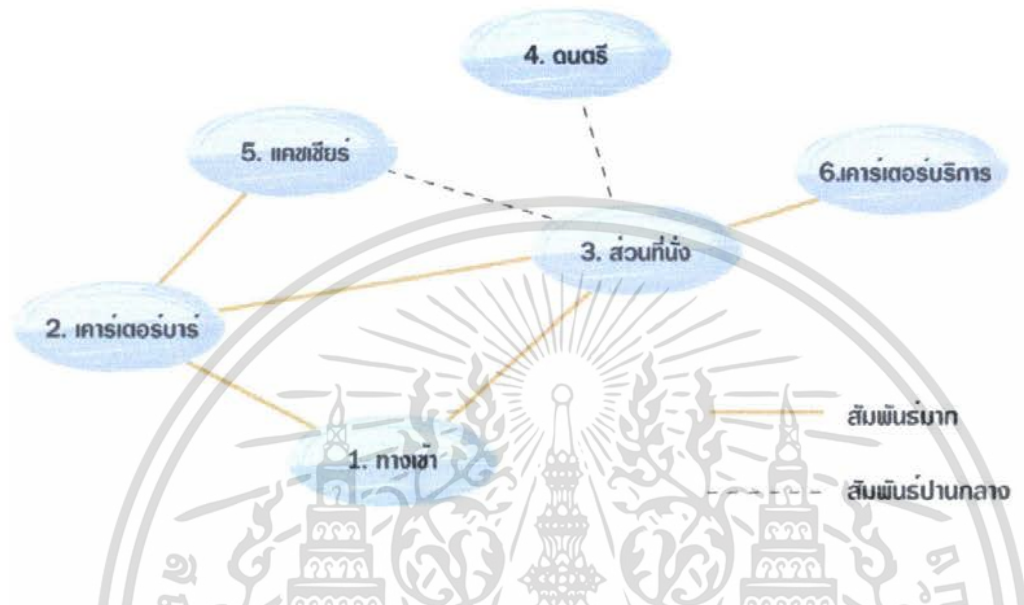 4. ดนตรี
5. แคชเชียร์
6.เคาร์เตอร์บริการ
3. ส่วนที่นั่ง
2. เคาร์เตอร์บาร์
สัมพันธ์มาก
1. ทางเข้า
สัมพันธ์ปานกลาง